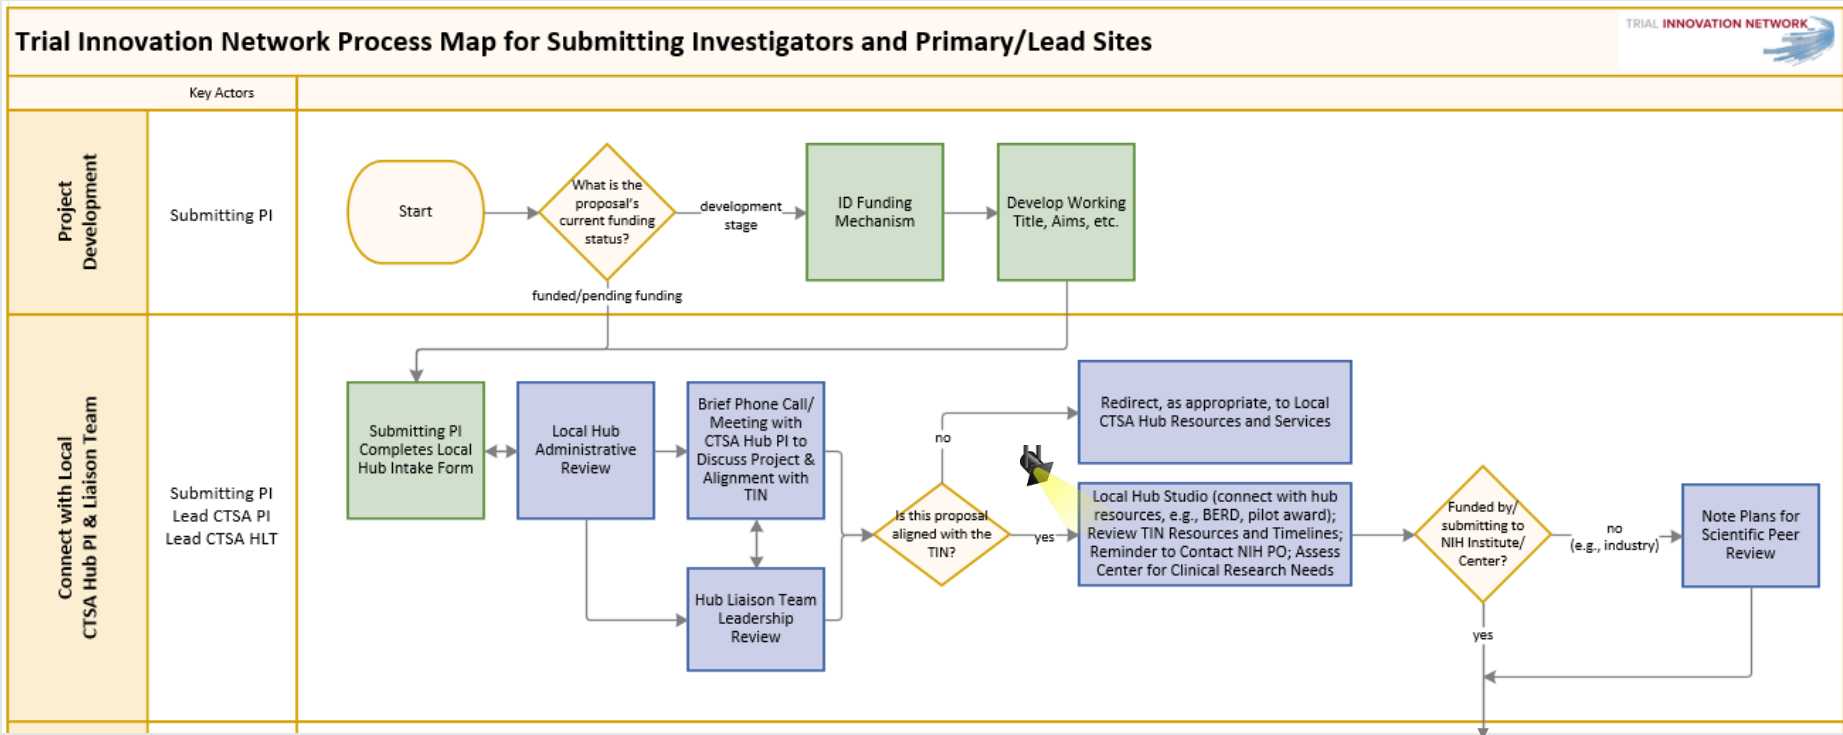 Trial Innovation Network Process Map for Submitting Investigators and Primary/Lead Sites
TRIAL INNOVATION NETWORK
Key Actors
Project
Development
Submitting PI
Start
What is the
proposal's
current funding
status?
development
stage
ID Funding
Mechanism
Develop Working
Title, Aims, etc.
funded/pending funding
Connect with Local
CTSA Hub PI & Liaison Team
Submitting PI
Lead CTSA PI
Lead CTSA HLT
Submitting PI
Completes Local
Hub Intake Form
Local Hub
Administrative
Review
Brief Phone Call/
Meeting with
CTSA Hub PI to
Discuss Project &
Alignment with
TIN
Hub Liaison Team
Leadership
Review
Is this proposal
aligned with the
TIN?
no
Redirect, as appropriate, to Local
CTSA Hub Resources and Services
yes
Local Hub Studio (connect with hub
resources, e.g., BERD, pilot award);
Review TIN Resources and Timelines;
Reminder to Contact NIH PO; Assess
Center for Clinical Research Needs
Funded by/
submitting to
NIH Institute/
Center?
no
(e.g., industry)
Note Plans for
Scientific Peer
Review
yes